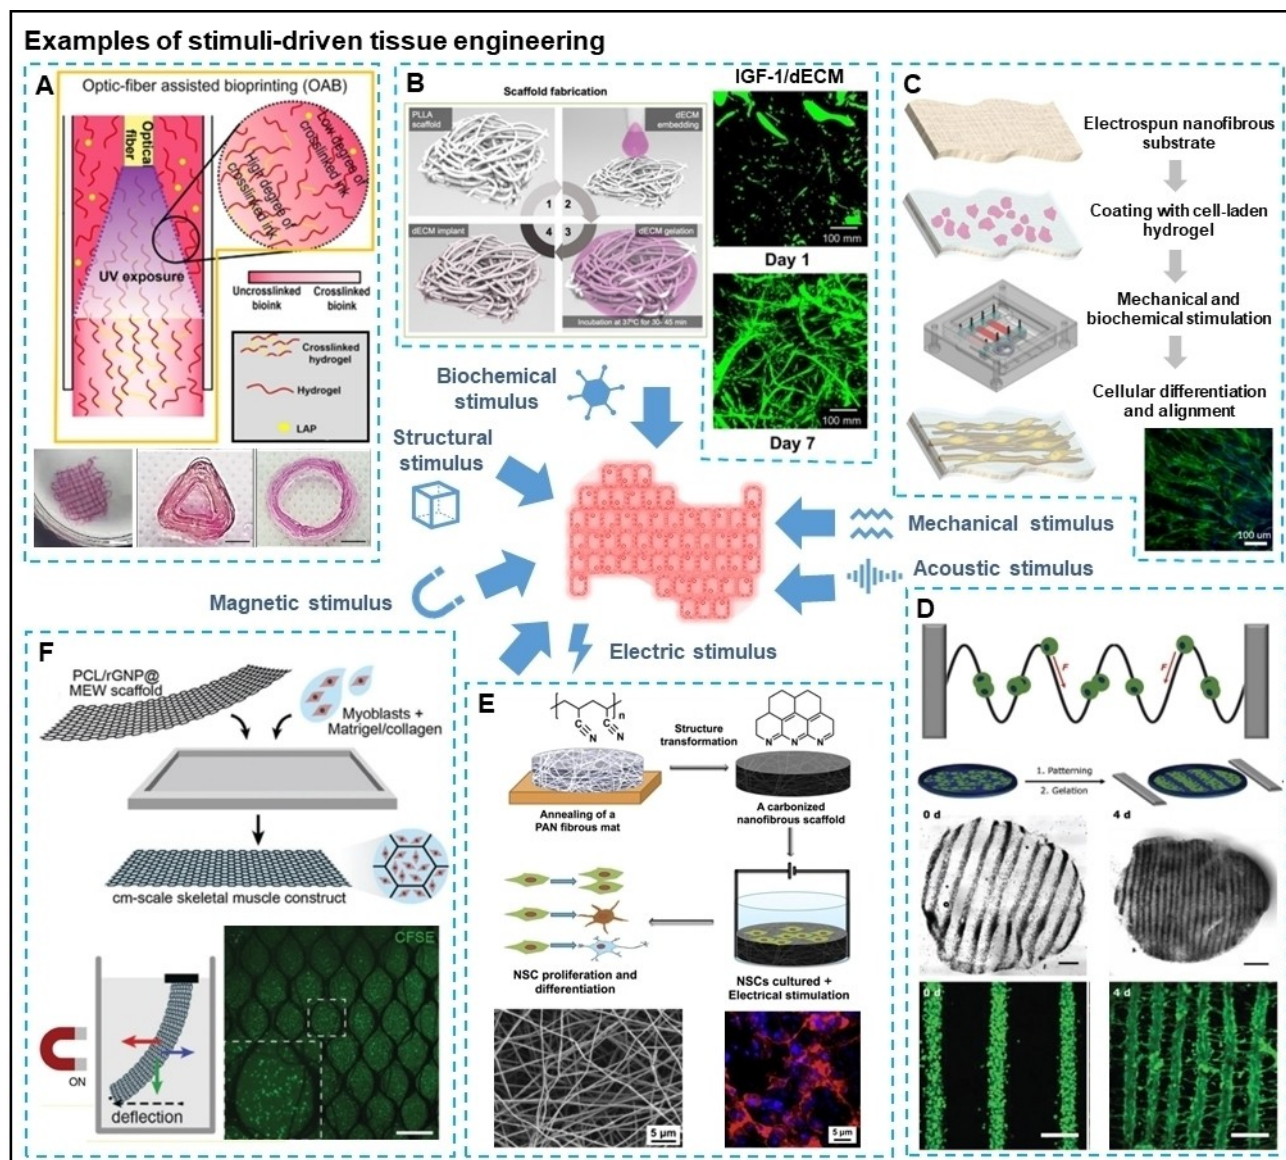 Examples of stimuli-driven tissue engineering
A
Optic-fiber assisted bioprinting (OAB)
Optical
fiber
Low degree of
crosslinked ink
High degree of
crosslinked ink
UV exposure
Uncrosslinked
bioink
Crosslinked
bioink
Crosslinked
hydrogel
Hydrogel
LAP
B
Scaffold fabrication
PLLA
scaffold
dECM
embedding
1
2
4
3
dECM implant
dECM gelation
Incubation at 37°C for 30- 45 min
IGF-1/dECM
100 mm
Day 1
100 mm
Day 7
C
Electrospun nanofibrous
substrate
Coating with cell-laden
hydrogel
Mechanical and
biochemical stimulation
Cellular differentiation
and alignment
100 um
Biochemical
stimulus
Structural
stimulus
Magnetic stimulus
Electric stimulus
Mechanical stimulus
Acoustic stimulus
D
F
F
1. Patterning
2. Gelation
0 d
4 d
0 d
4 d
E
n
C
N
C
N
Structure
transformation
N
N
N
Annealing of a
PAN fibrous mat
A carbonized
nanofibrous scaffold
NSC proliferation and
differentiation
NSCs cultured +
Electrical stimulation
5 µm
5 µm
F
PCL/rGNP@
MEW scaffold
Myoblasts +
Matrigel/collagen
cm-scale skeletal muscle construct
ON
deflection
CFSE